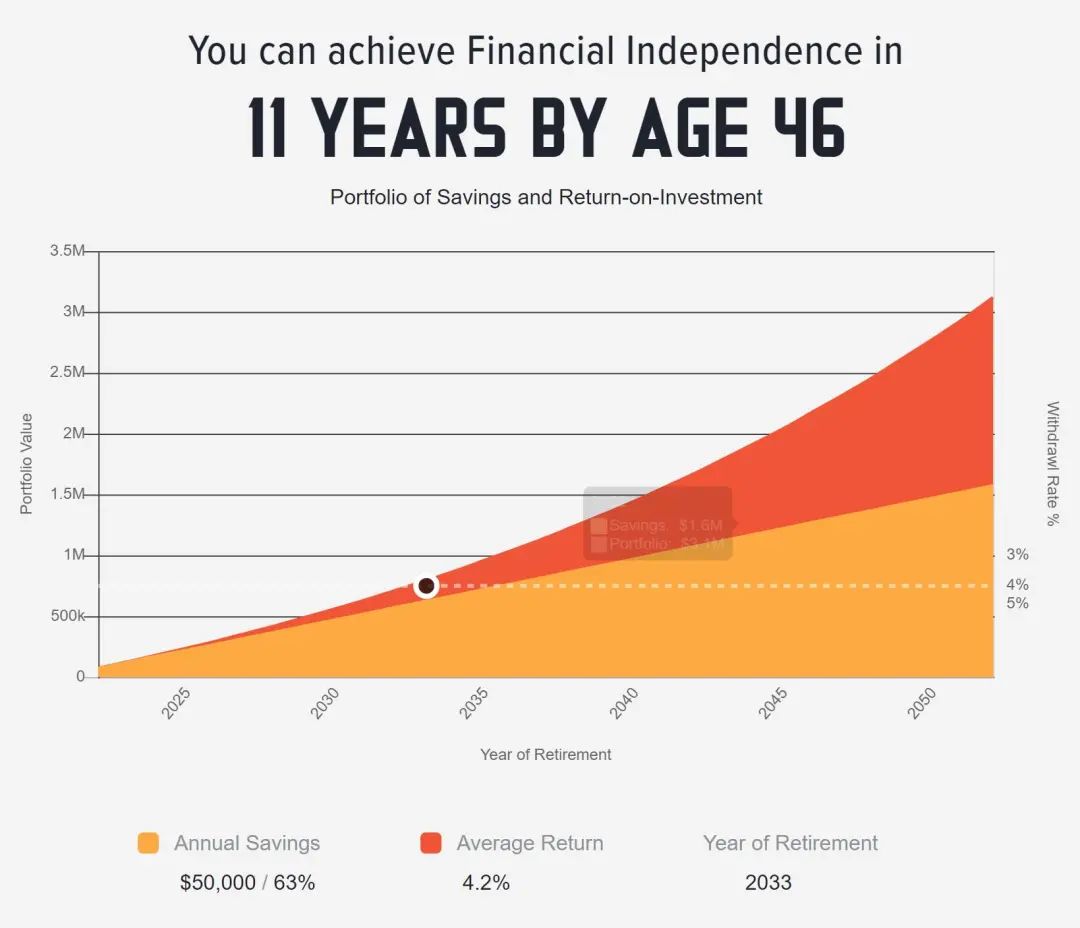 You can achieve Financial Independence in
11 YEARS BY AGE 46
Portfolio of Savings and Return-on-Investment
3.5M
3M
2.5M
2M
1.5M
1M
500k
0
Portfolio Value
Savings: $1.6M
Portfolio: $3.1M
Withdrawl Rate %
3%
4%
5%
2025
2030
2035
2040
2045
2050
Year of Retirement
Annual Savings
$50,000 / 63%
Average Return
4.2%
Year of Retirement
2033